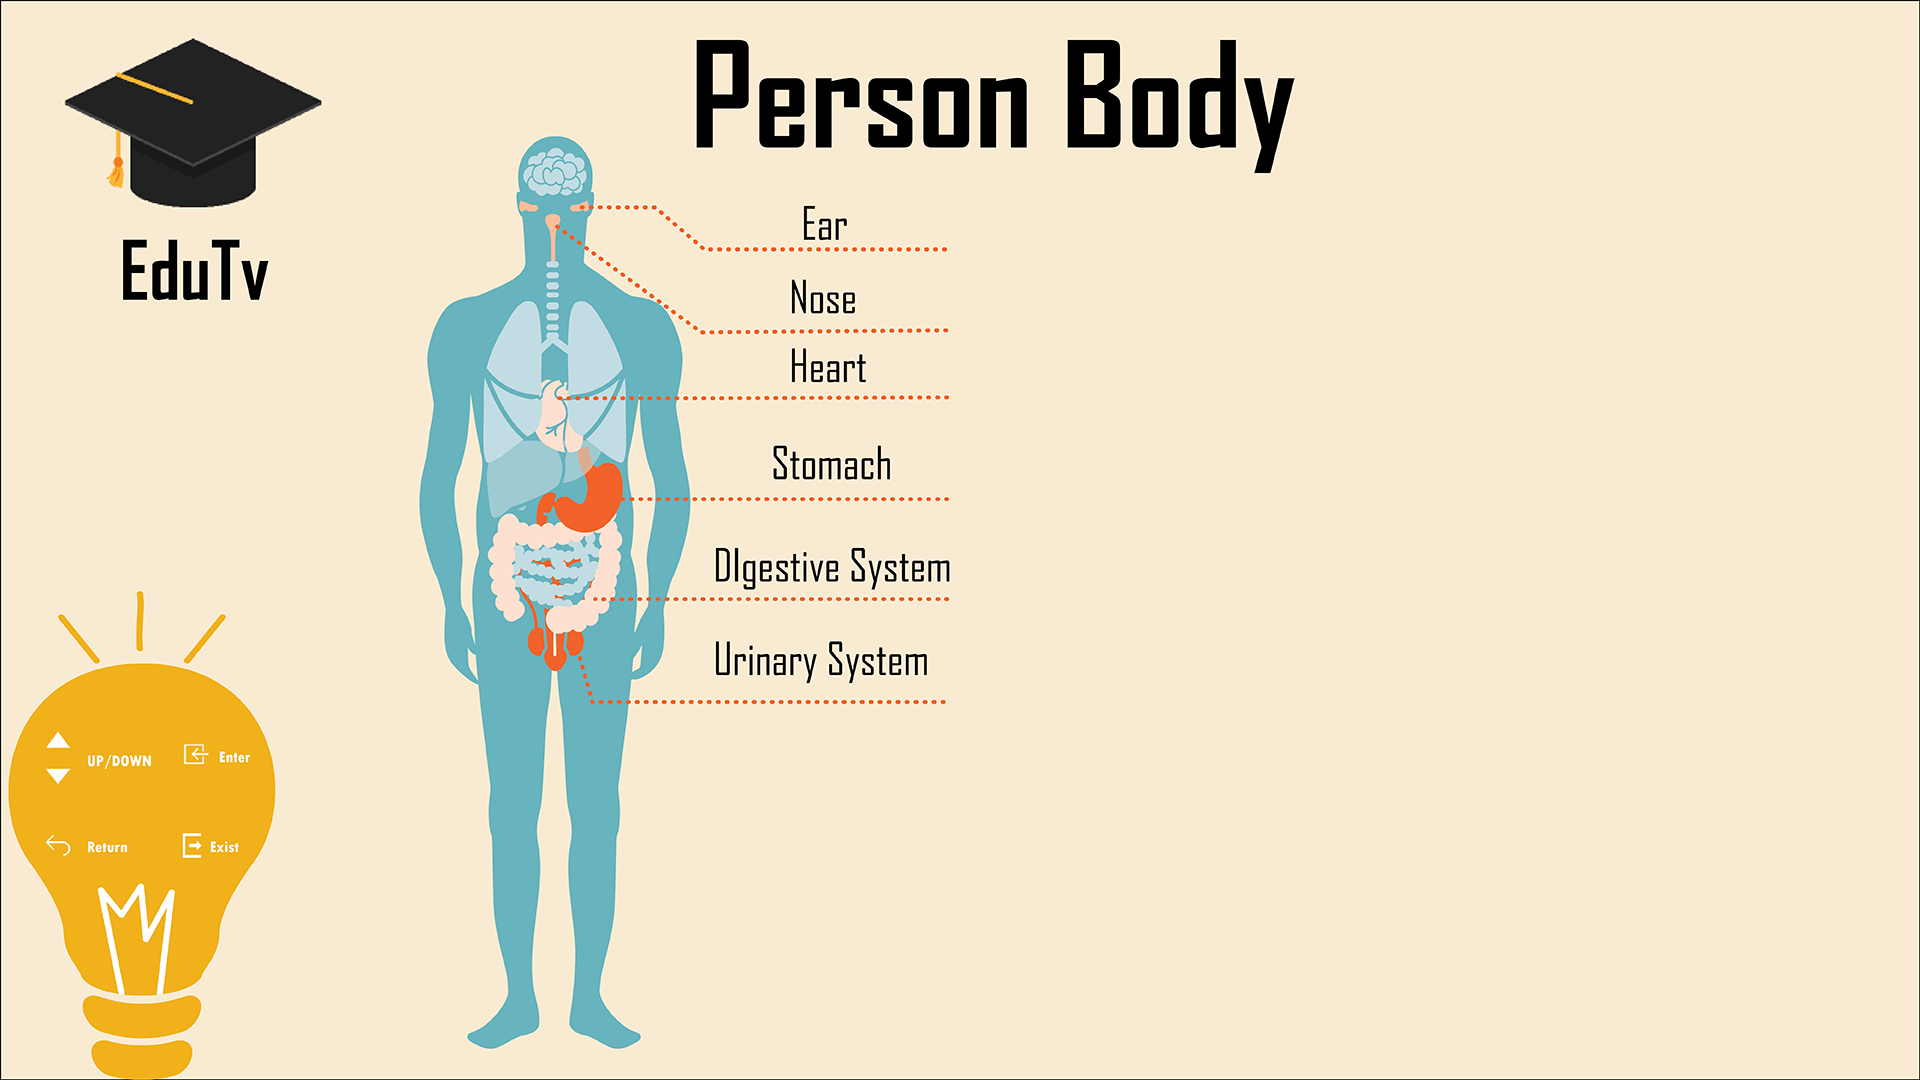 Person Body
EduTv
Ear
Nose
Heart
Stomach
DIgestive System
Urinary System
UP/DOWN
Enter
Return
Exist